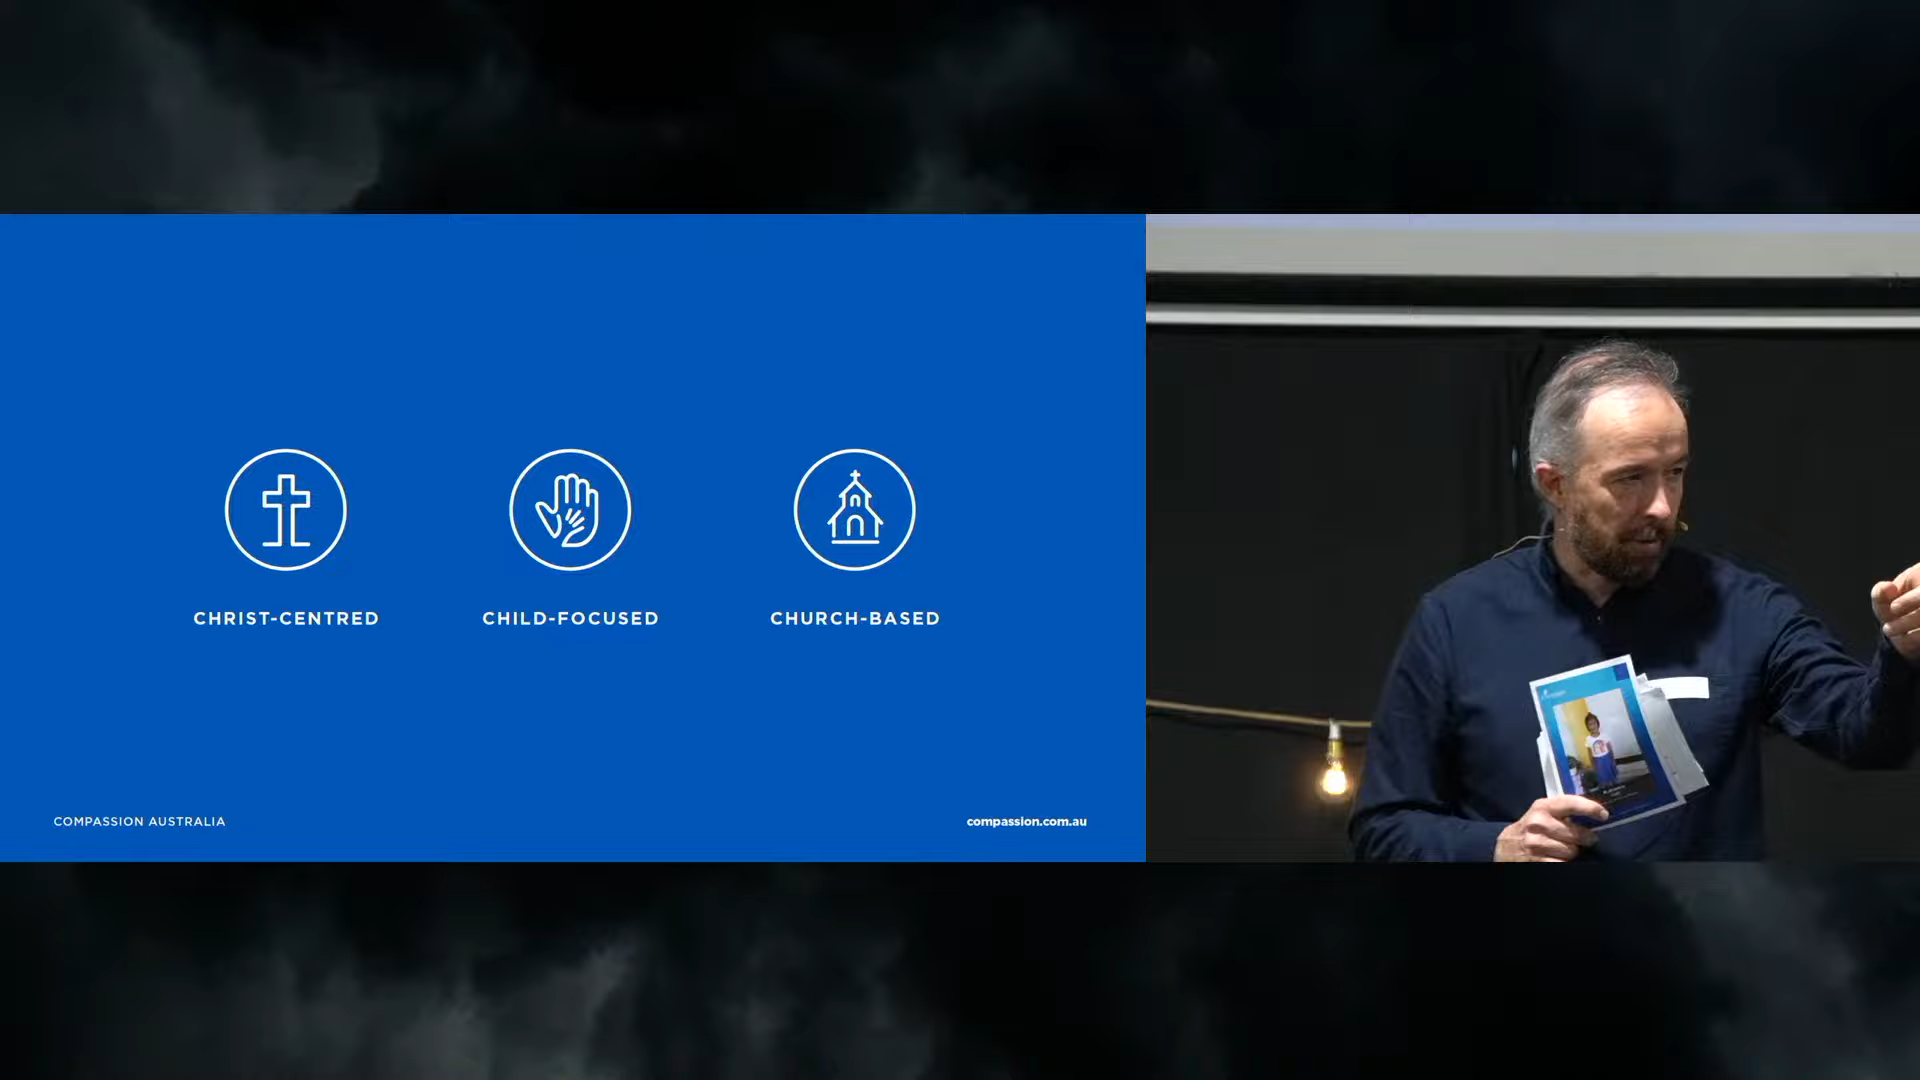 CHRIST-CENTRED
CHILD-FOCUSED
CHURCH-BASED
COMPASSION AUSTRALIA
compassion.com.au